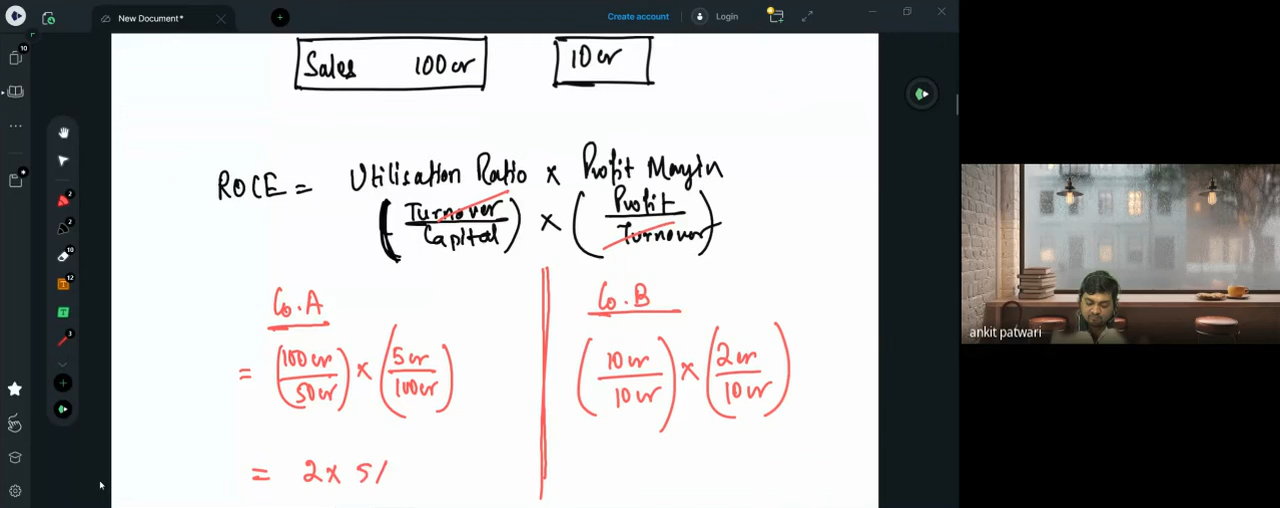 New Document*
Create account
Login
Sales 100 cr
10 cr
ROCE = Utilisation Ratio × Profit Margin
(Turnover / Capital) × (Profit / Turnover)
Co. A
= (100 cr / 50 cr) × (5 cr / 100 cr)
= 2 × 5/
Co. B
(10 cr / 10 cr) × (2 cr / 10 cr)
ankit patwari